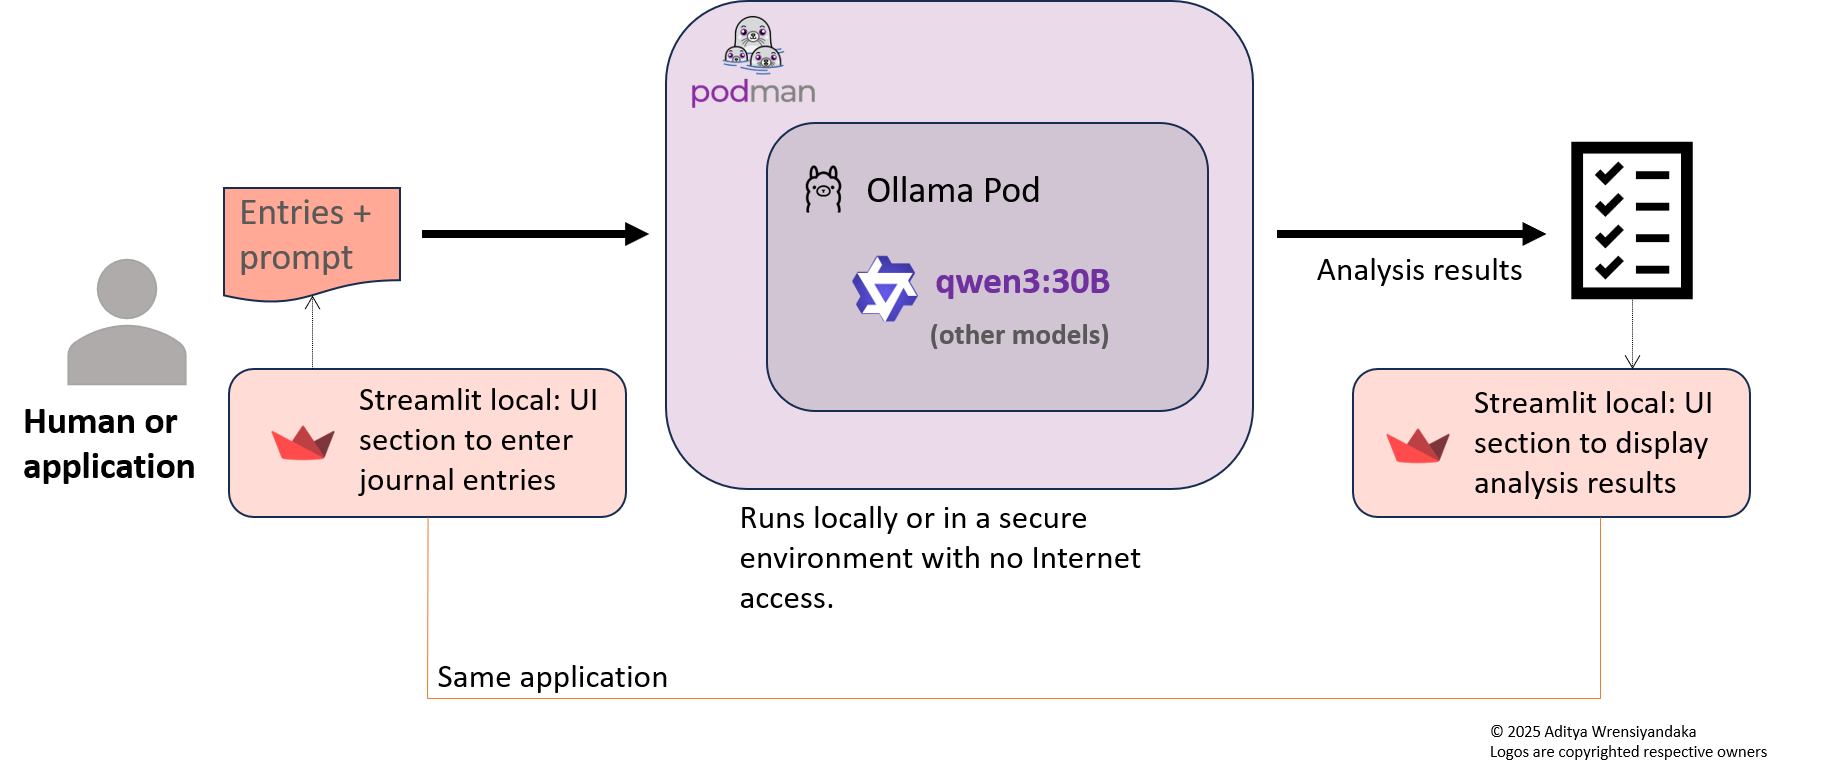 podman
Ollama Pod
Entries +
prompt
qwen3:30B
(other models)
Analysis results
Human or
application
Streamlit local: UI
section to enter
journal entries
Streamlit local: UI
section to display
analysis results
Runs locally or in a secure
environment with no Internet
access.
Same application
© 2025 Aditya Wrensiyandaka
Logos are copyrighted respective owners